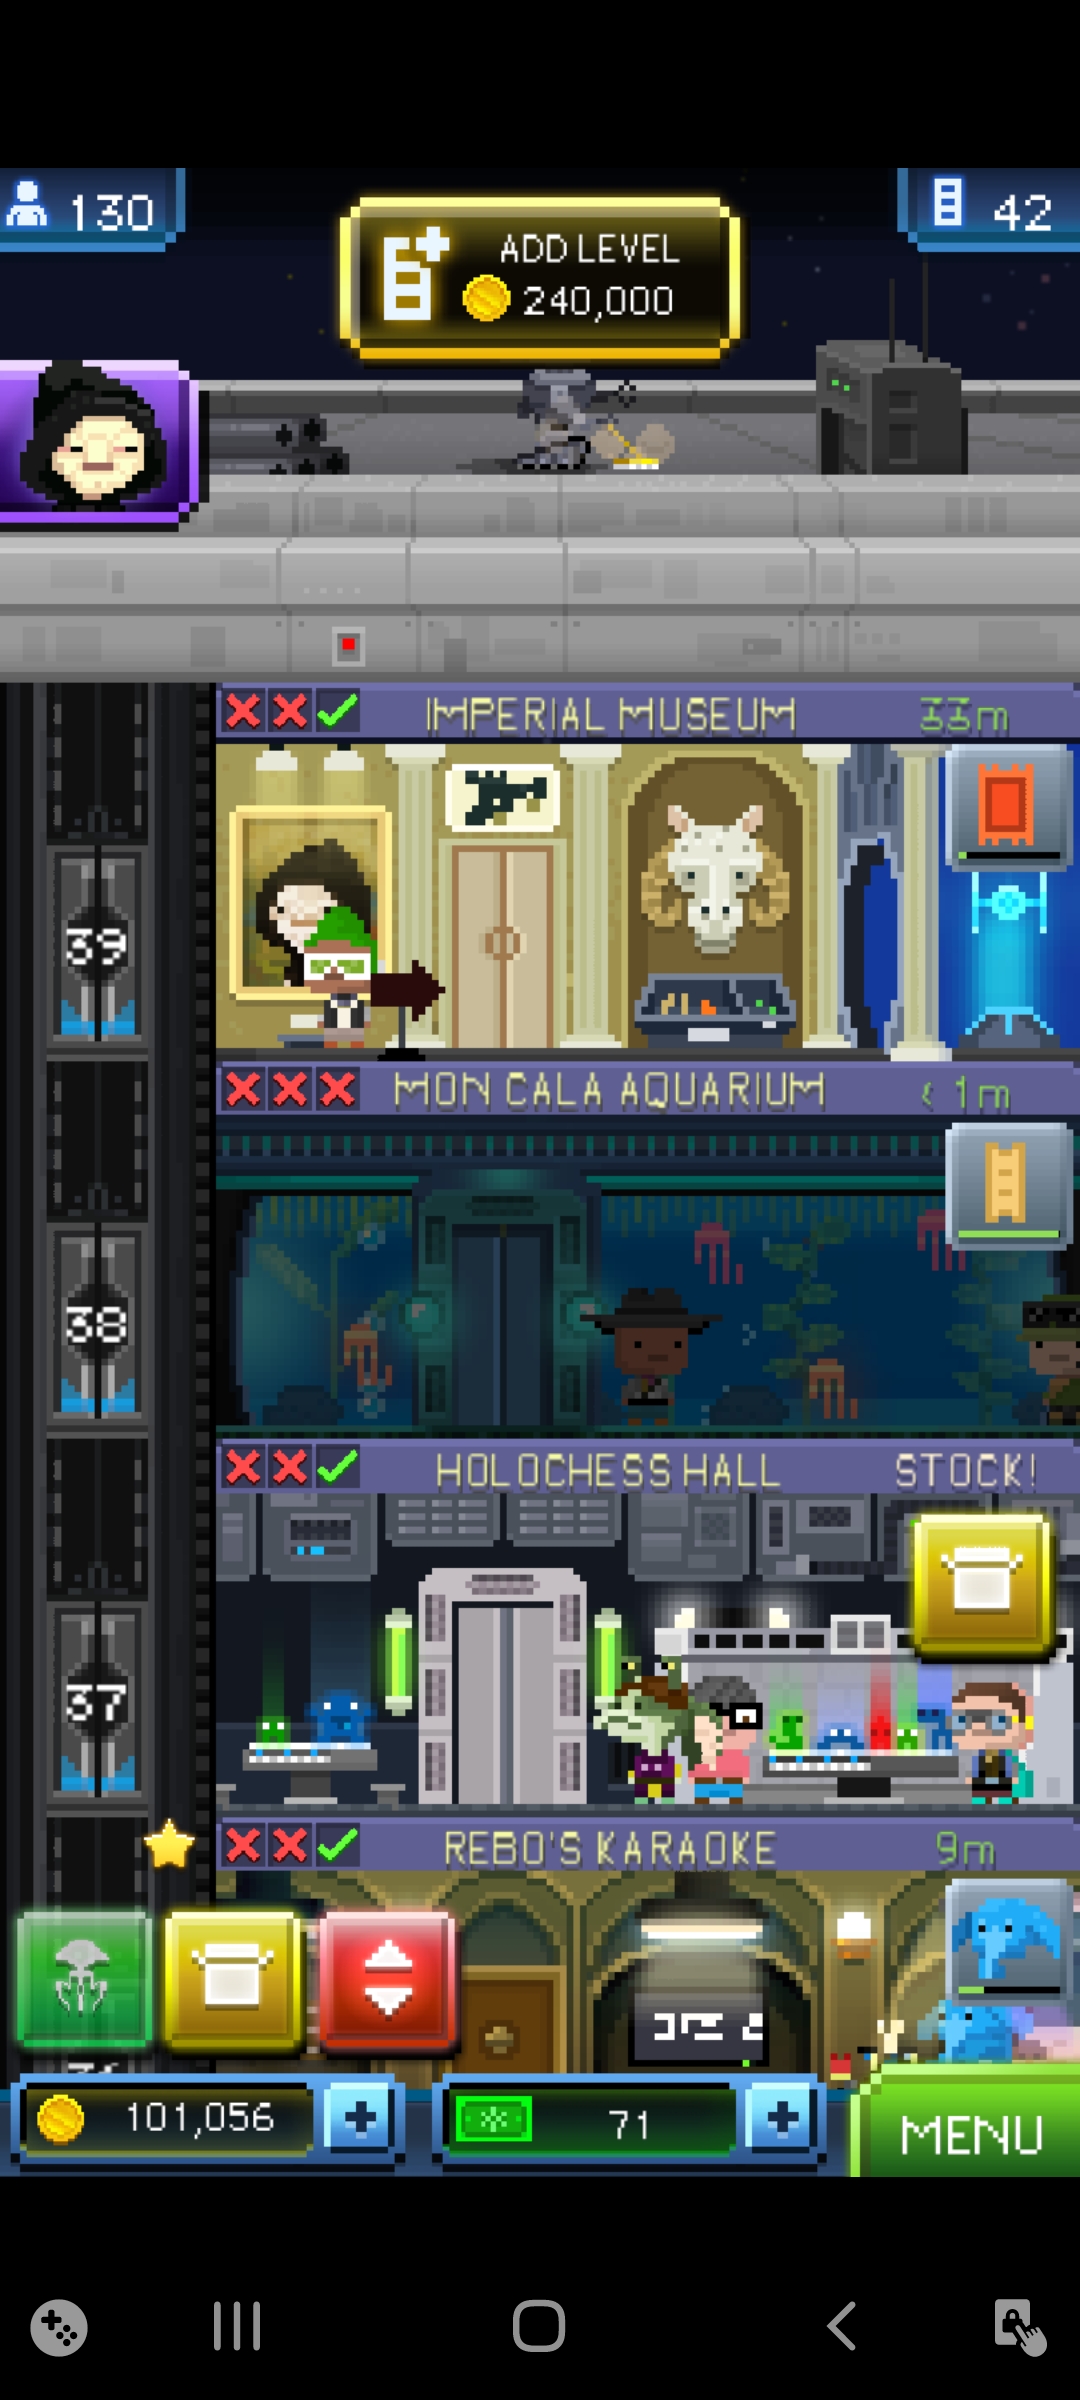 130
ADD LEVEL
240,000
42
IMPERIAL MUSEUM 33m
39
MON CALA AQUARIUM < 1m
38
HOLOCHESS HALL STOCK!
37
REBO'S KARAOKE 9m
101,056
71
MENU